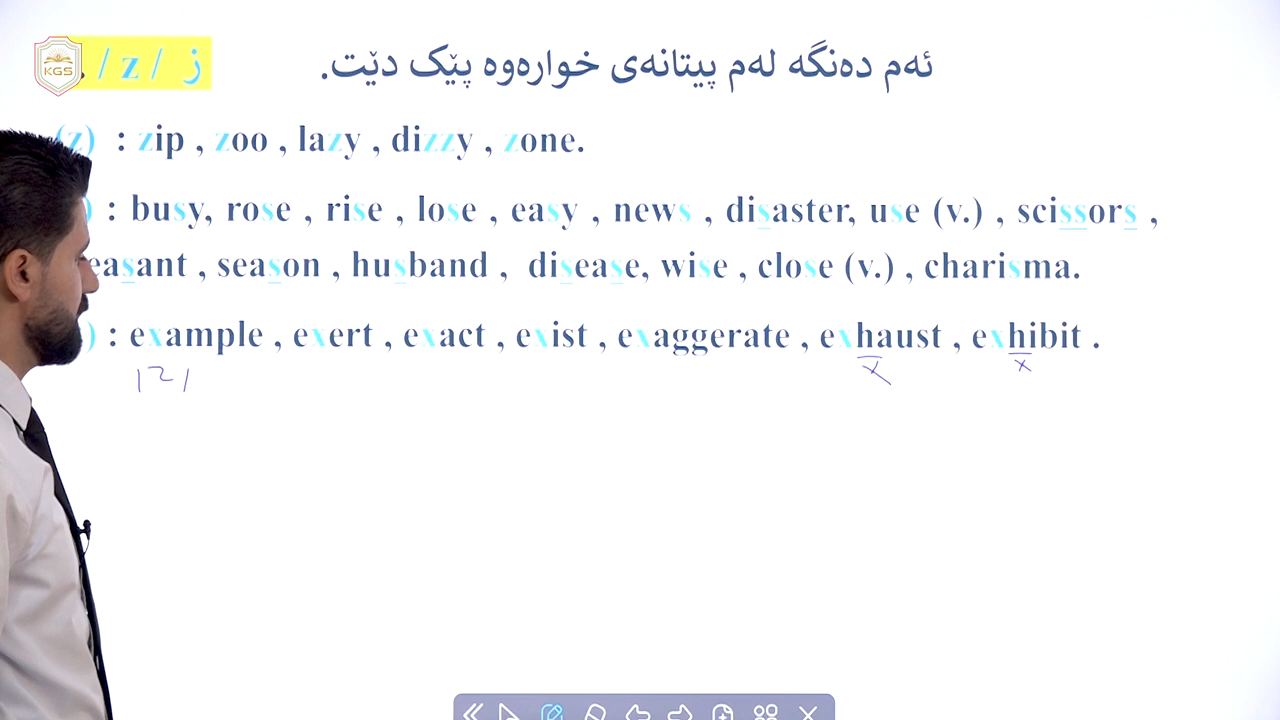 KGS / z / ز ئەم دەنگە لەم پیتانەی خوارەوە پێک دێت.
(z) : zip , zoo , lazy , dizzy , zone.
) : busy, rose , rise , lose , easy , news , disaster, use (v.) , scissors ,
easant , season , husband , disease, wise , close (v.) , charisma.
) : example , exert , exact , exist , exaggerate , exhaust , exhibit .
/z/ x x